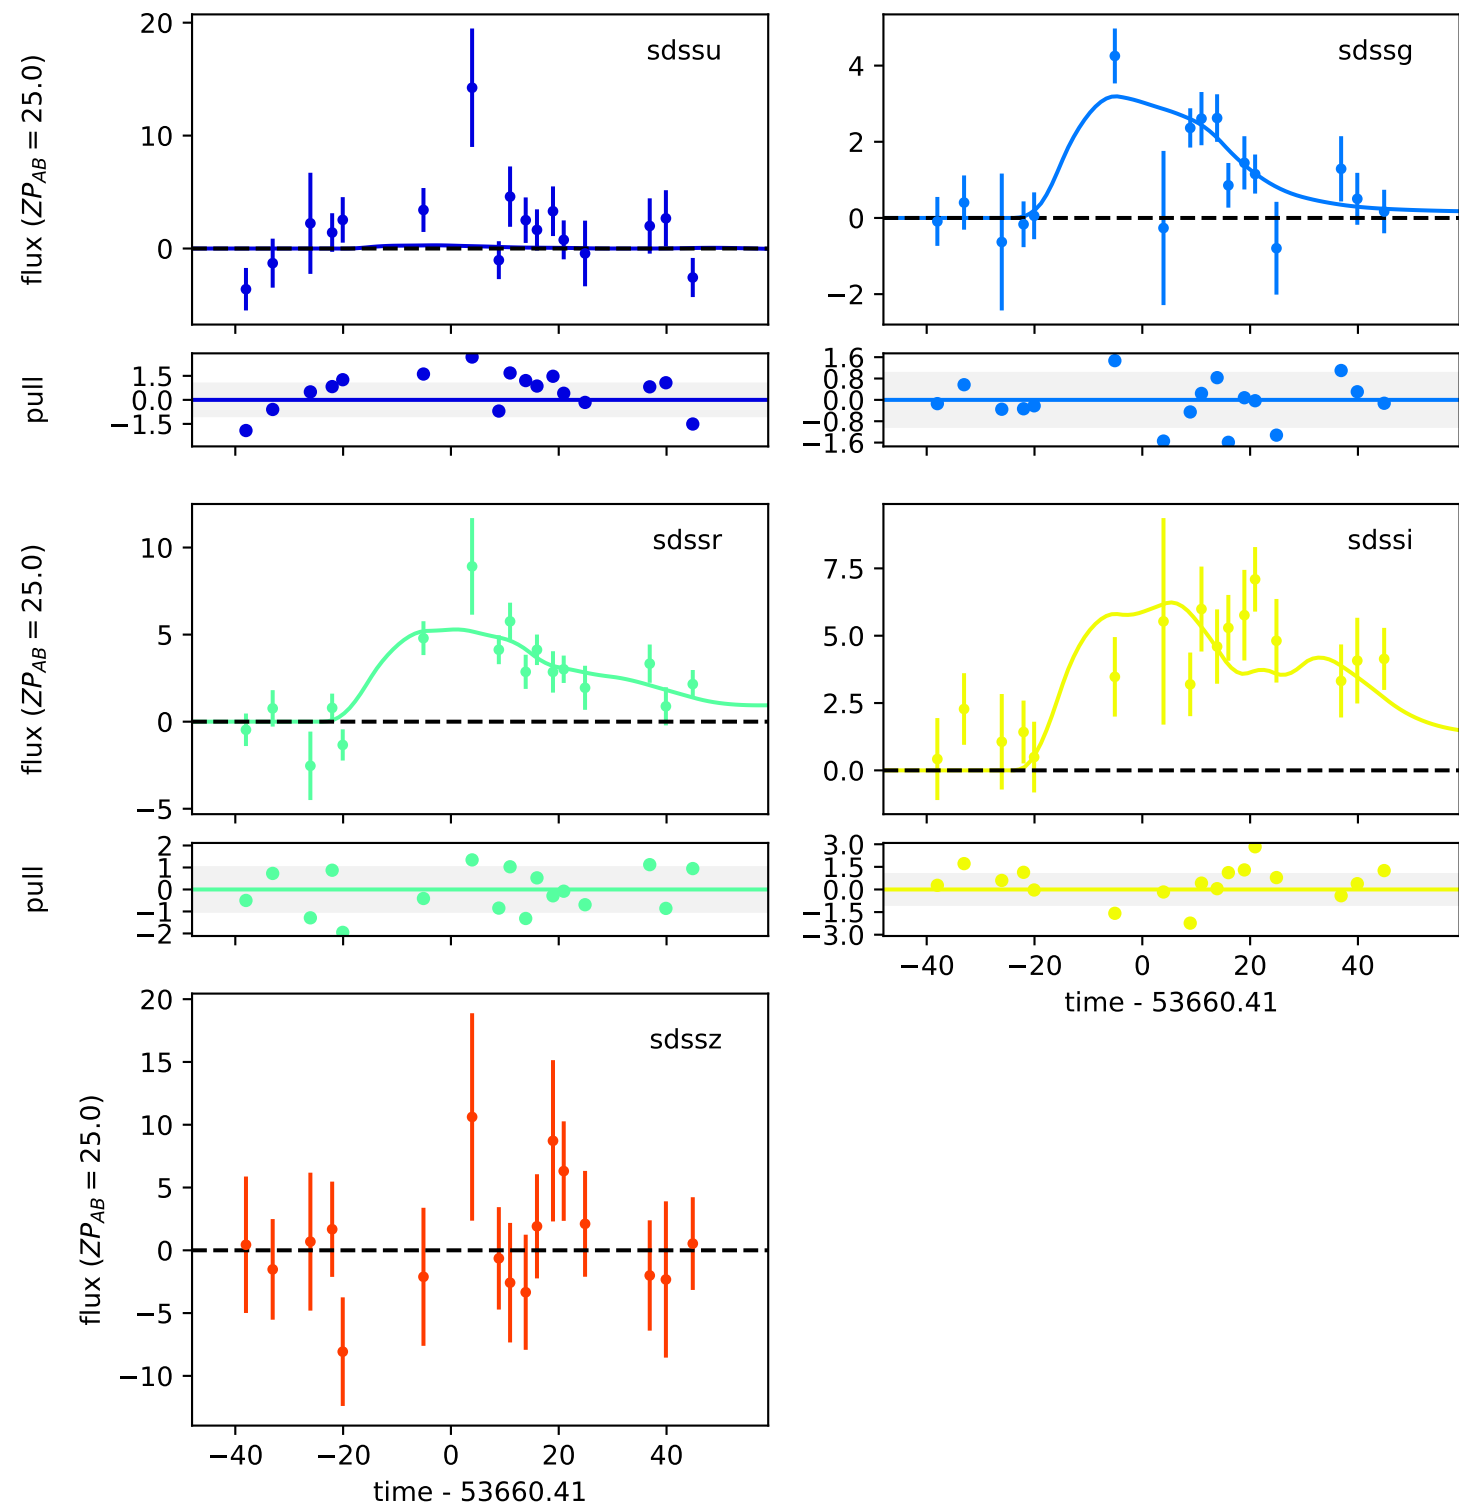 sdssu
20
10
0
flux (ZP_AB = 25.0)
sdssg
4
2
0
−2
pull
1.5
0.0
−1.5
1.6
0.8
0.0
−0.8
−1.6
sdssr
10
5
0
−5
flux (ZP_AB = 25.0)
sdssi
7.5
5.0
2.5
0.0
pull
2
1
0
−1
−2
3.0
1.5
0.0
−1.5
−3.0
−40 −20 0 20 40
time - 53660.41
sdssz
20
15
10
5
0
−5
−10
flux (ZP_AB = 25.0)
−40 −20 0 20 40
time - 53660.41